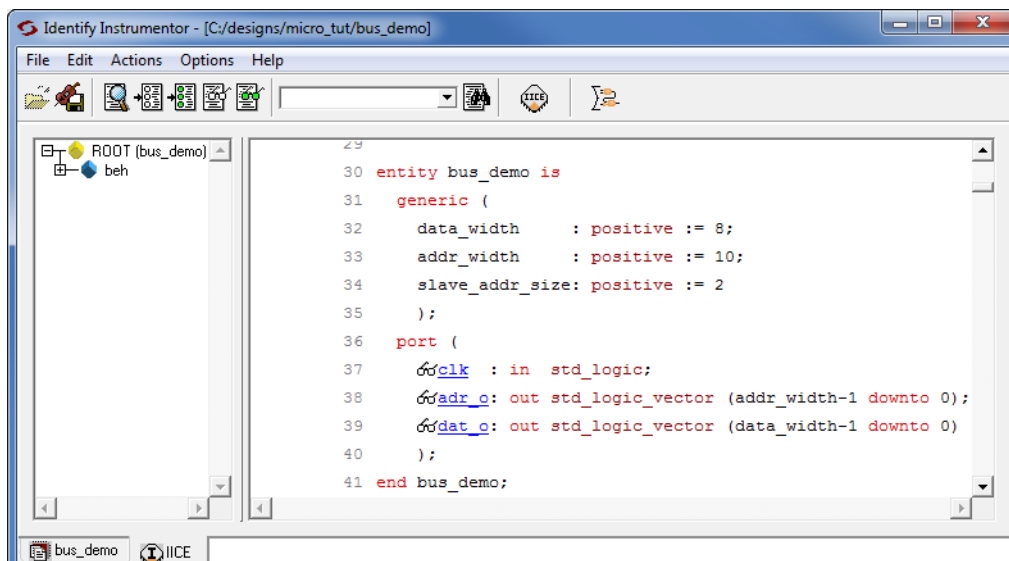 Identify Instrumentor - [C:/designs/micro_tut/bus_demo]
File Edit Actions Options Help
IICE
ROOT (bus_demo)
beh
29
30 entity bus_demo is
31 generic (
32 data_width : positive := 8;
33 addr_width : positive := 10;
34 slave_addr_size: positive := 2
35 );
36 port (
37 clk : in std_logic;
38 adr_o: out std_logic_vector (addr_width-1 downto 0);
39 dat_o: out std_logic_vector (data_width-1 downto 0)
40 );
41 end bus_demo;
bus_demo IICE